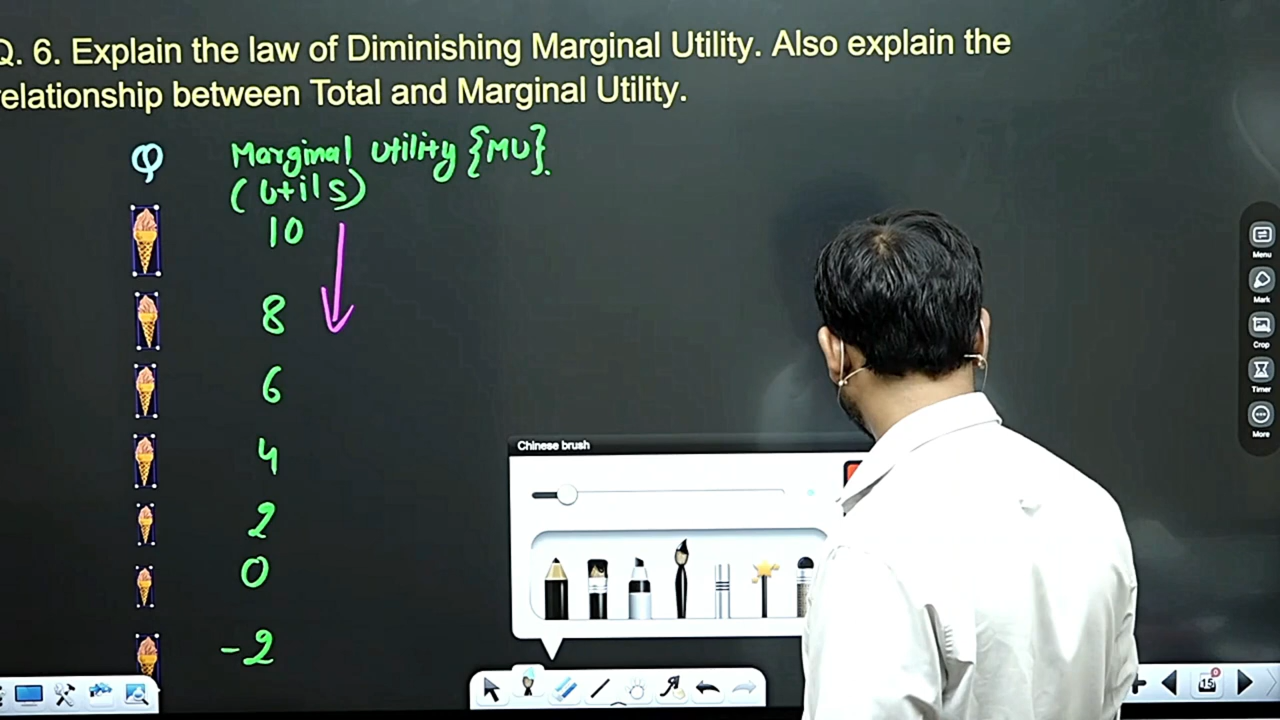 Q. 6. Explain the law of Diminishing Marginal Utility. Also explain the
relationship between Total and Marginal Utility.
Q Marginal Utility {MU}.
(Utils)
10
8
6
4
2
0
-2
Chinese brush
Menu
Mark
Crop
Timer
More
15